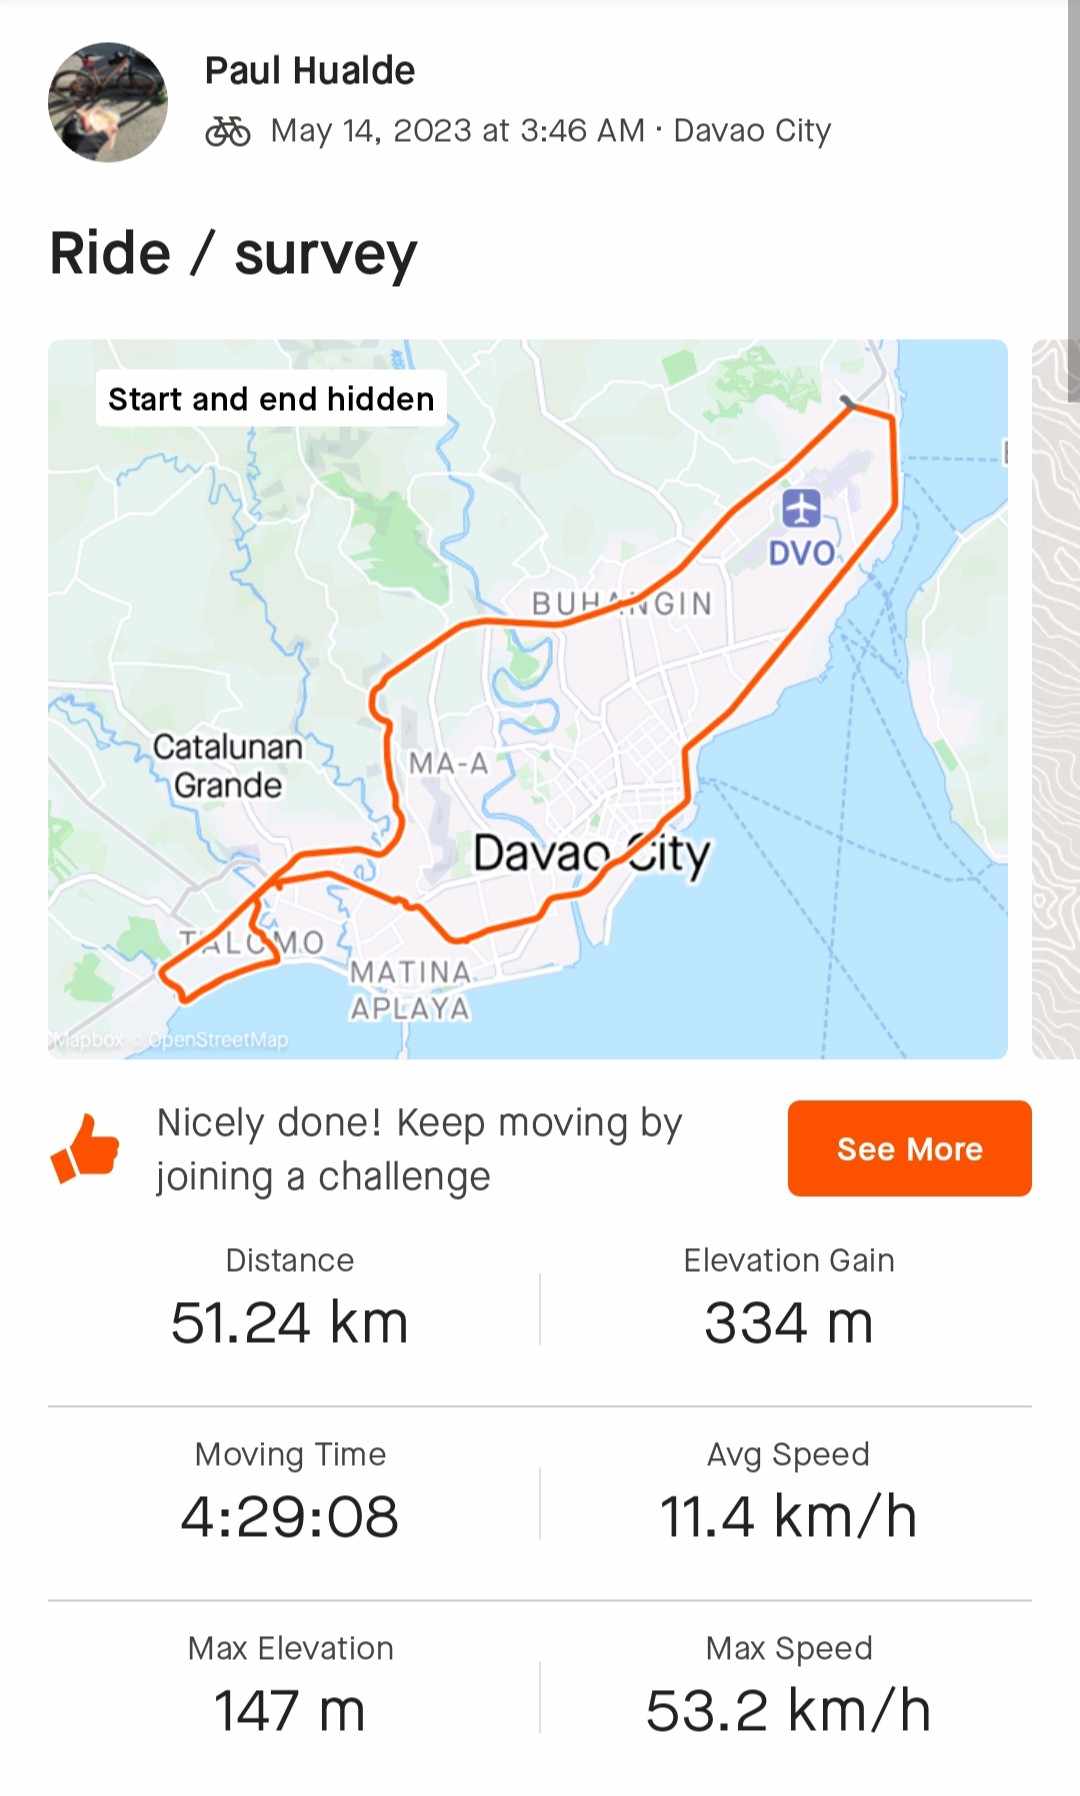 Paul Hualde
May 14, 2023 at 3:46 AM · Davao City
Ride / survey
Start and end hidden
DVO
BUHANGIN
Catalunan
Grande
MA-A
Davao City
TALOMO
MATINA
APLAYA
Mapbox © OpenStreetMap
Nicely done! Keep moving by
joining a challenge
See More
Distance
Elevation Gain
51.24 km
334 m
Moving Time
Avg Speed
4:29:08
11.4 km/h
Max Elevation
Max Speed
147 m
53.2 km/h